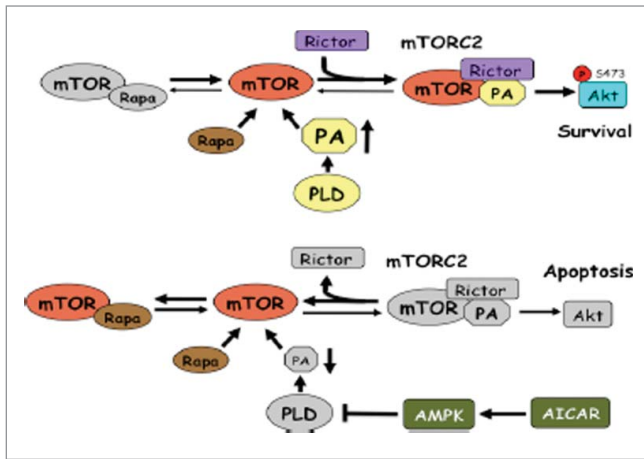 Rictor
mTORC2
mTOR
Rapa
mTOR
Rictor
mTOR
PA
P
S473
Akt
Rapa
PA
Survival
PLD
Rictor
mTORC2
Apoptosis
mTOR
Rapa
mTOR
Rictor
mTOR
PA
Akt
Rapa
PA
PLD
AMPK
AICAR